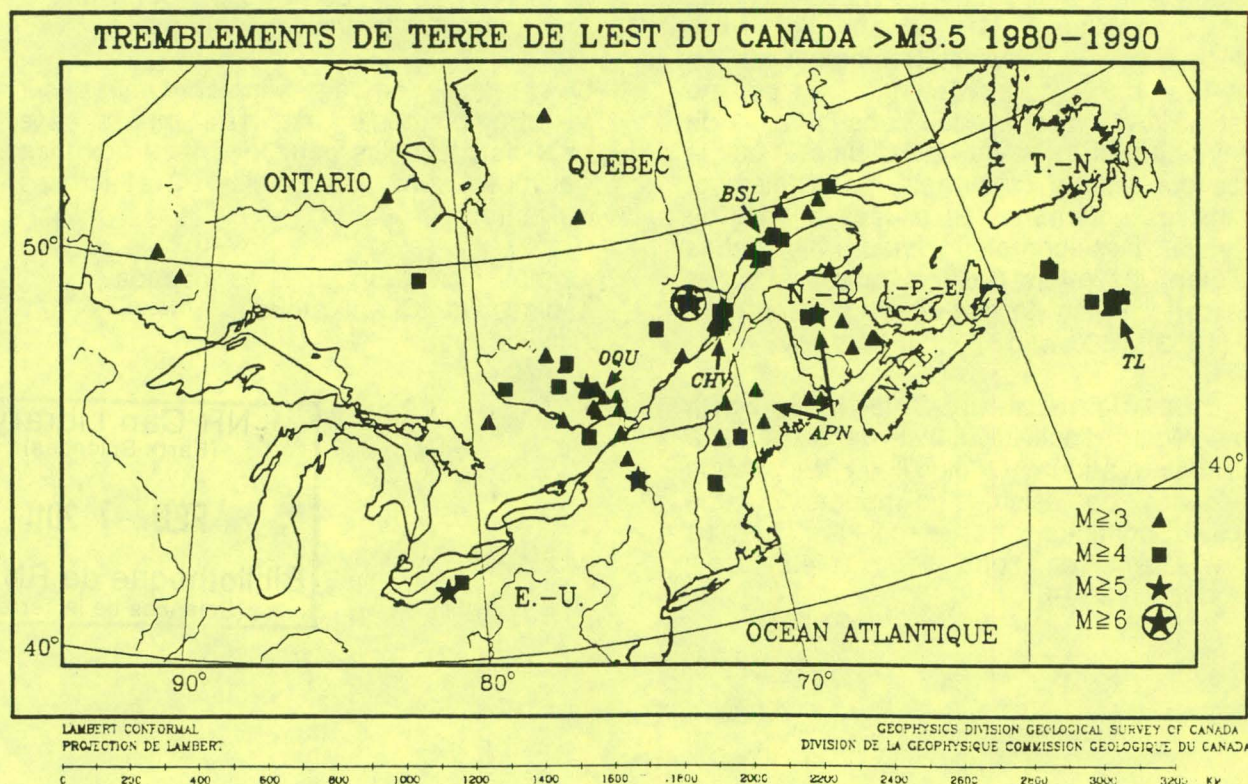 TREMBLEMENTS DE TERRE DE L'EST DU CANADA >M3.5 1980-1990
QUEBEC
ONTARIO
T.-N.
BSL
50°
N.-B.
I.-P.-E.
TL
OQU
CHV
N.-E.
AK
APN
40°
M≧3
M≧4
M≧5
M≧6
E.-U.
OCEAN ATLANTIQUE
40°
90°
80°
70°
LAMBERT CONFORMAL
PROJECTION DE LAMBERT
GEOPHYSICS DIVISION GEOLOGICAL SURVEY OF CANADA
DIVISION DE LA GEOPHYSIQUE COMMISSION GEOLOGIQUE DU CANADA
0 200 400 600 800 1000 1200 1400 1600 1800 2000 2200 2400 2600 2800 3000 3200 KM